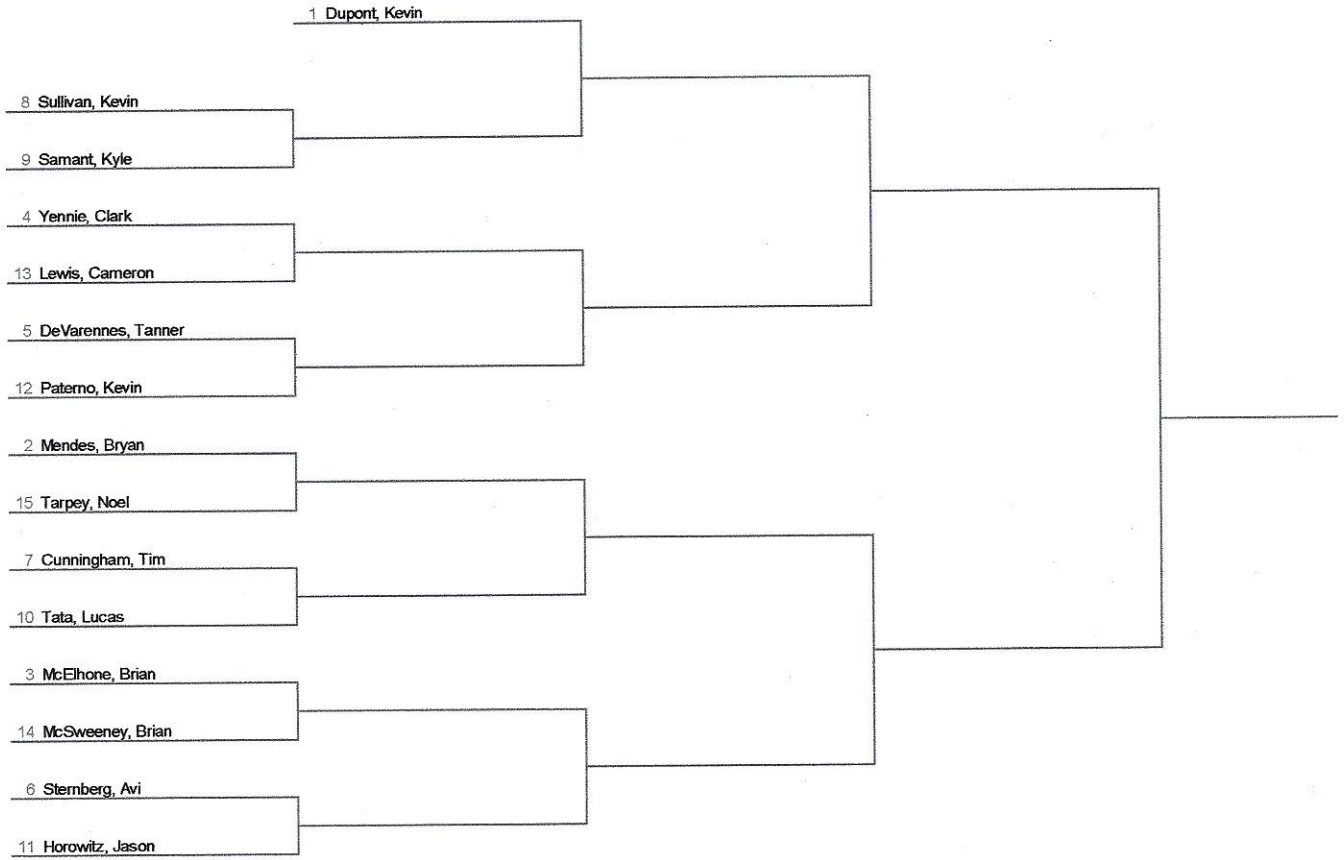 1 Dupont, Kevin
8 Sullivan, Kevin
9 Samant, Kyle
4 Yennie, Clark
13 Lewis, Cameron
5 DeVarennes, Tanner
12 Paterno, Kevin
2 Mendes, Bryan
15 Tarpey, Noel
7 Cunningham, Tim
10 Tata, Lucas
3 McElhone, Brian
14 McSweeney, Brian
6 Sternberg, Avi
11 Horowitz, Jason